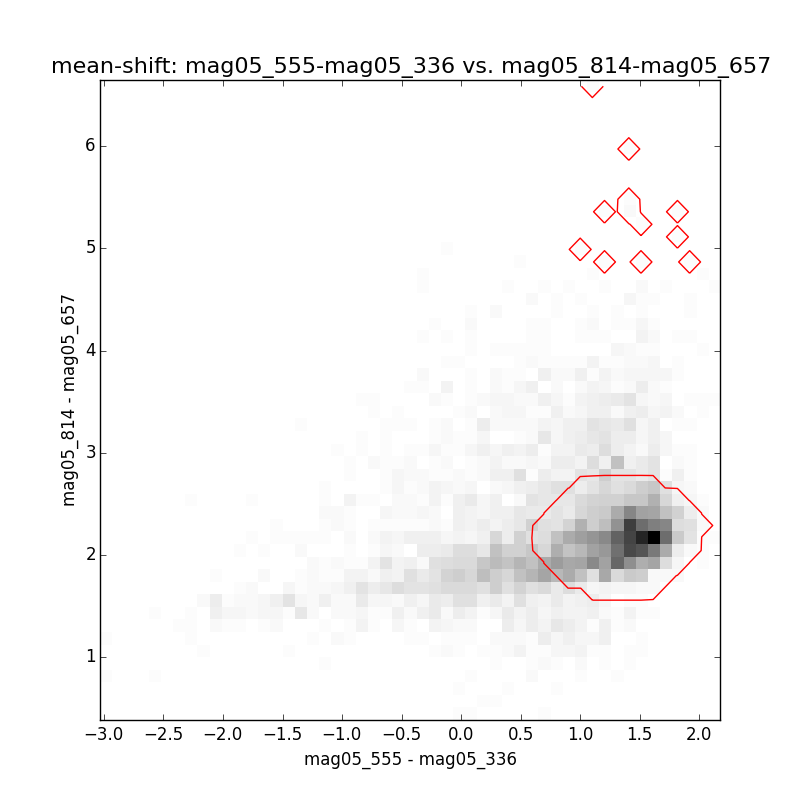 mean-shift: mag05_555-mag05_336 vs. mag05_814-mag05_657
6
5
4
3
2
1
mag05_814 - mag05_657
−3.0 −2.5 −2.0 −1.5 −1.0 −0.5 0.0 0.5 1.0 1.5 2.0
mag05_555 - mag05_336